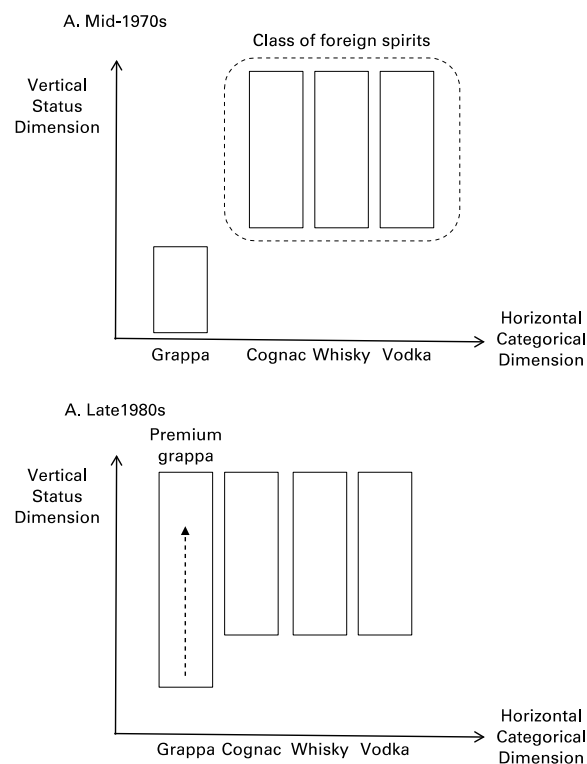 A. Mid-1970s
Class of foreign spirits
Vertical
Status
Dimension
Horizontal
Categorical
Dimension
Grappa
Cognac
Whisky
Vodka
A. Late1980s
Premium
grappa
Vertical
Status
Dimension
Horizontal
Categorical
Dimension
Grappa
Cognac
Whisky
Vodka